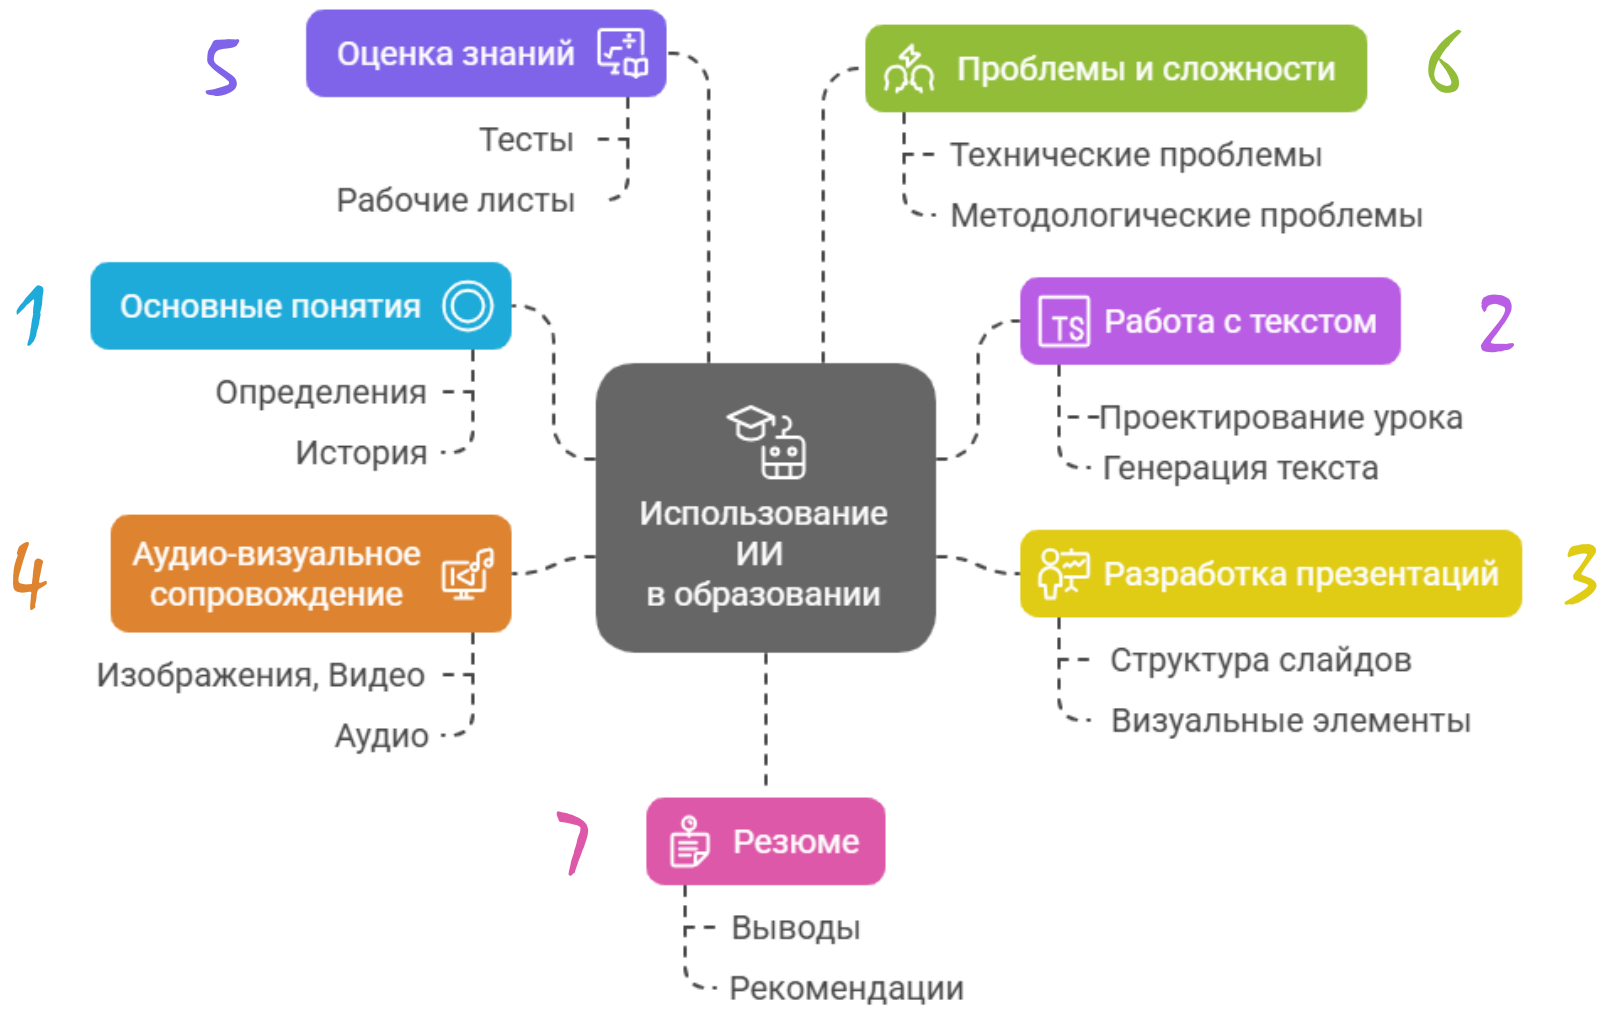 5
Оценка знаний
Тесты
Рабочие листы
6
Проблемы и сложности
Технические проблемы
Методологические проблемы
1
Основные понятия
Определения
История
2
TS
Работа с текстом
Проектирование урока
Генерация текста
Использование
ИИ
в образовании
4
Аудио-визуальное
сопровождение
Изображения, Видео
Аудио
3
Разработка презентаций
Структура слайдов
Визуальные элементы
7
Резюме
Выводы
Рекомендации